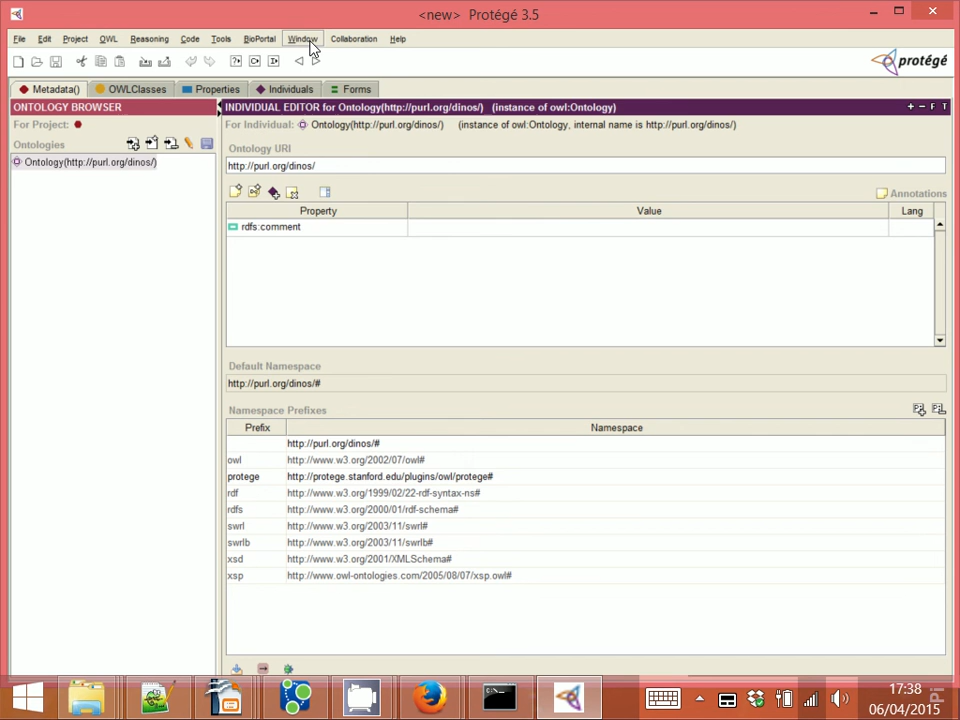 <new> Protégé 3.5
File Edit Project OWL Reasoning Code Tools BioPortal Window Collaboration Help
protégé
Metadata() OWLClasses Properties Individuals Forms
ONTOLOGY BROWSER
INDIVIDUAL EDITOR for Ontology(http://purl.org/dinos/) (instance of owl:Ontology)
+ - F T
For Project:
For Individual: Ontology(http://purl.org/dinos/) (instance of owl:Ontology, internal name is http://purl.org/dinos/)
Ontologies
Ontology URI
Ontology(http://purl.org/dinos/)
http://purl.org/dinos/
Annotations
Property Value Lang
rdfs:comment
Default Namespace
http://purl.org/dinos/#
Namespace Prefixes
Prefix Namespace
http://purl.org/dinos/#
owl http://www.w3.org/2002/07/owl#
protege http://protege.stanford.edu/plugins/owl/protege#
rdf http://www.w3.org/1999/02/22-rdf-syntax-ns#
rdfs http://www.w3.org/2000/01/rdf-schema#
swrl http://www.w3.org/2003/11/swrl#
swrlb http://www.w3.org/2003/11/swrlb#
xsd http://www.w3.org/2001/XMLSchema#
xsp http://www.owl-ontologies.com/2005/08/07/xsp.owl#
17:38
06/04/2015